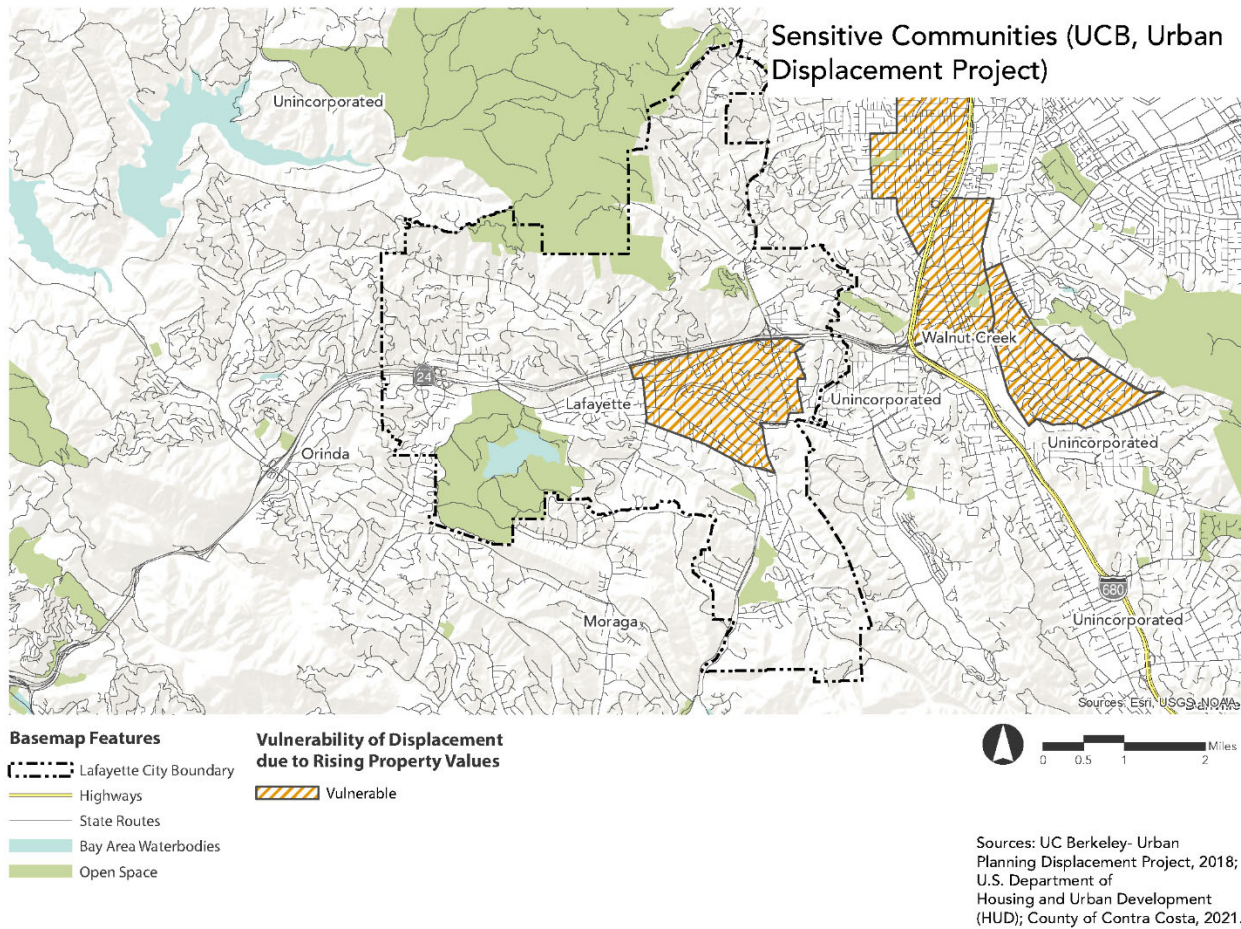 Sensitive Communities (UCB, Urban
Displacement Project)
Unincorporated
Walnut Creek
24
Lafayette
Unincorporated
Unincorporated
Orinda
680
Moraga
Unincorporated
Sources: Esri, USGS, NOAA
Basemap Features
Lafayette City Boundary
Highways
State Routes
Bay Area Waterbodies
Open Space
Vulnerability of Displacement
due to Rising Property Values
Vulnerable
0 0.5 1 2 Miles
Sources: UC Berkeley- Urban
Planning Displacement Project, 2018;
U.S. Department of
Housing and Urban Development
(HUD); County of Contra Costa, 2021.